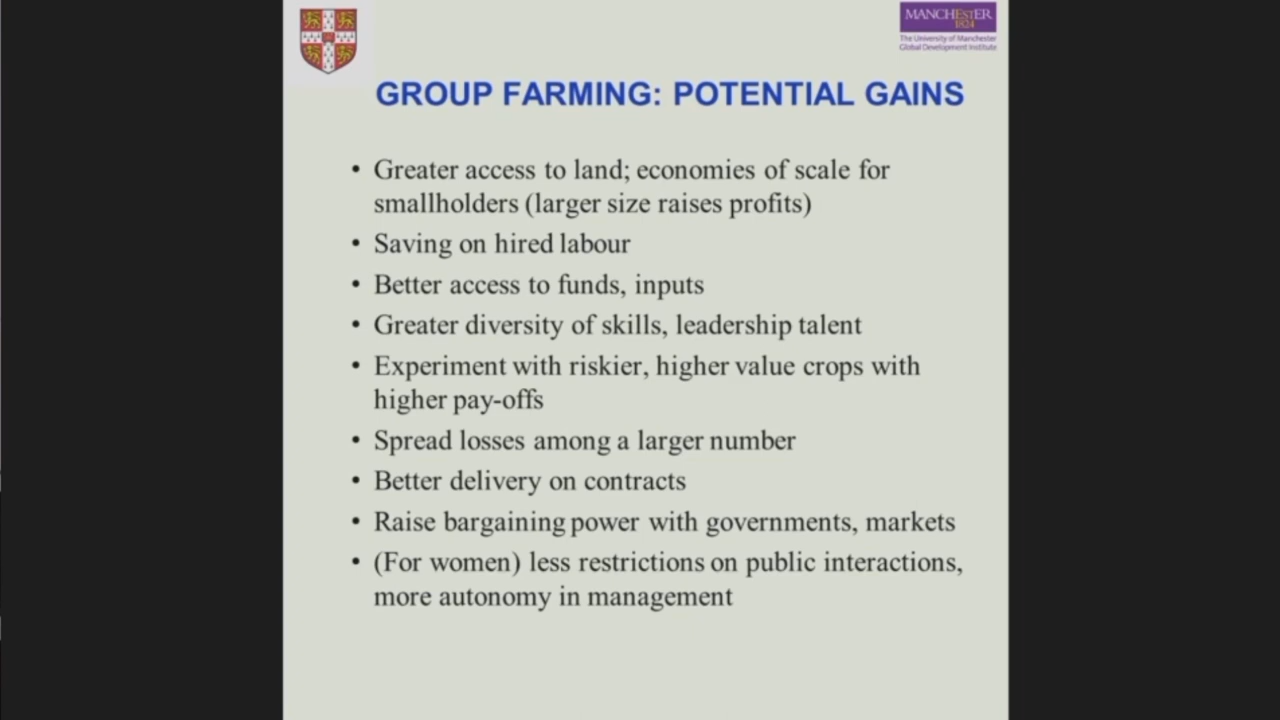 MANCHESTER
1824
The University of Manchester
Global Development Institute
GROUP FARMING: POTENTIAL GAINS
• Greater access to land; economies of scale for
smallholders (larger size raises profits)
• Saving on hired labour
• Better access to funds, inputs
• Greater diversity of skills, leadership talent
• Experiment with riskier, higher value crops with
higher pay-offs
• Spread losses among a larger number
• Better delivery on contracts
• Raise bargaining power with governments, markets
• (For women) less restrictions on public interactions,
more autonomy in management